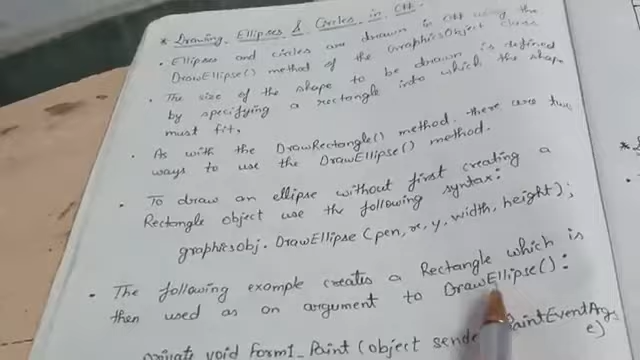 * Drawing Ellipses & Circles in C#
• Ellipses and circles are drawn in C# using the
DrawEllipse() method of the GraphicsObject class
• The size of the shape to be drawn is defined
by specifying a rectangle into which the shape
must fit,
• As with the DrawRectangle() method. there are two
ways to use the DrawEllipse() method.
• To draw an ellipse without first creating a
Rectangle object use the following syntax:
graphicsobj. DrawEllipse (pen, x, y, width, height);
• The following example creates a Rectangle which is
then used as an argument to DrawEllipse():
private void Form1_Paint (object sende PaintEventArgs
e)